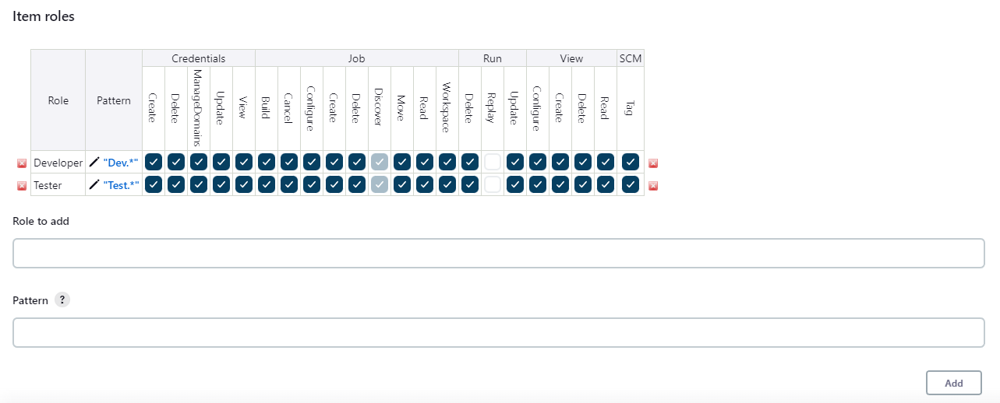 Item roles
Credentials Job Run View SCM
Role Pattern Create Delete ManageDomains Update View Build Cancel Configure Create Delete Discover Move Read Workspace Delete Replay Update Configure Create Delete Read Tag
Developer "Dev.*"
Tester "Test.*"
Role to add
Pattern ?
Add